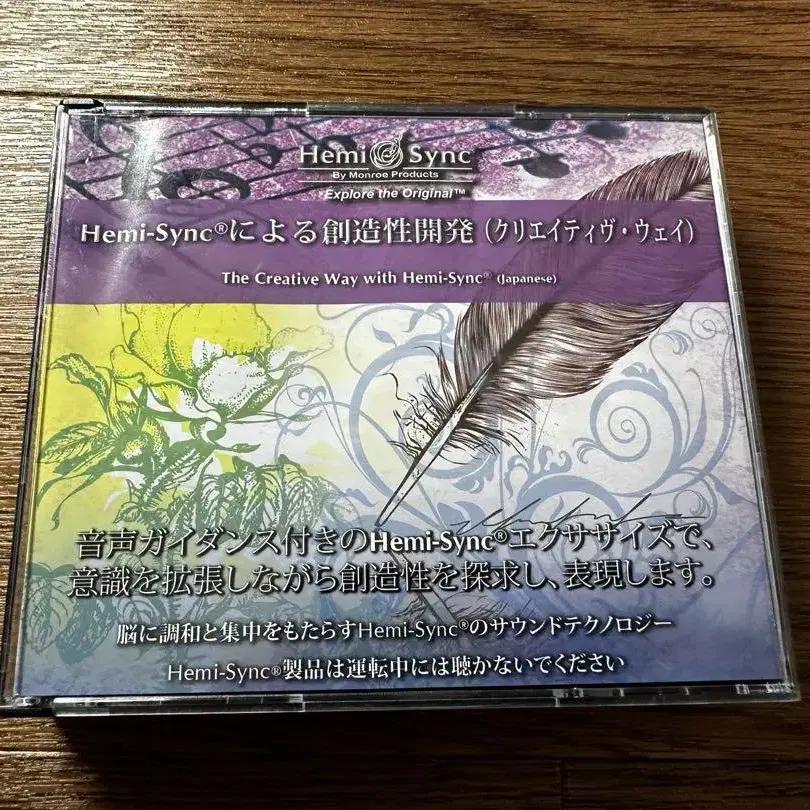 Hemi Sync
By Monroe Products
Explore the Original™
Hemi-Sync®による創造性開発(クリエイティヴ・ウェイ)
The Creative Way with Hemi-Sync® (Japanese)
音声ガイダンス付きのHemi-Sync®エクササイズで、
意識を拡張しながら創造性を探求し、表現します。
脳に調和と集中をもたらすHemi-Sync®のサウンドテクノロジー
Hemi-Sync®製品は運転中には聴かないでください